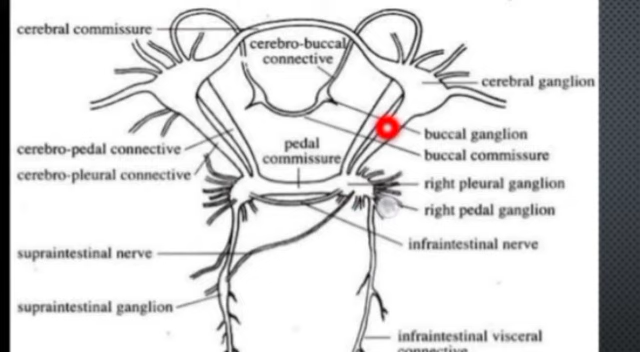 cerebral commissure
cerebro-buccal
connective
cerebral ganglion
buccal ganglion
pedal
commissure
cerebro-pedal connective
buccal commissure
cerebro-pleural connective
right pleural ganglion
right pedal ganglion
infraintestinal nerve
supraintestinal nerve
supraintestinal ganglion
infraintestinal visceral
connective